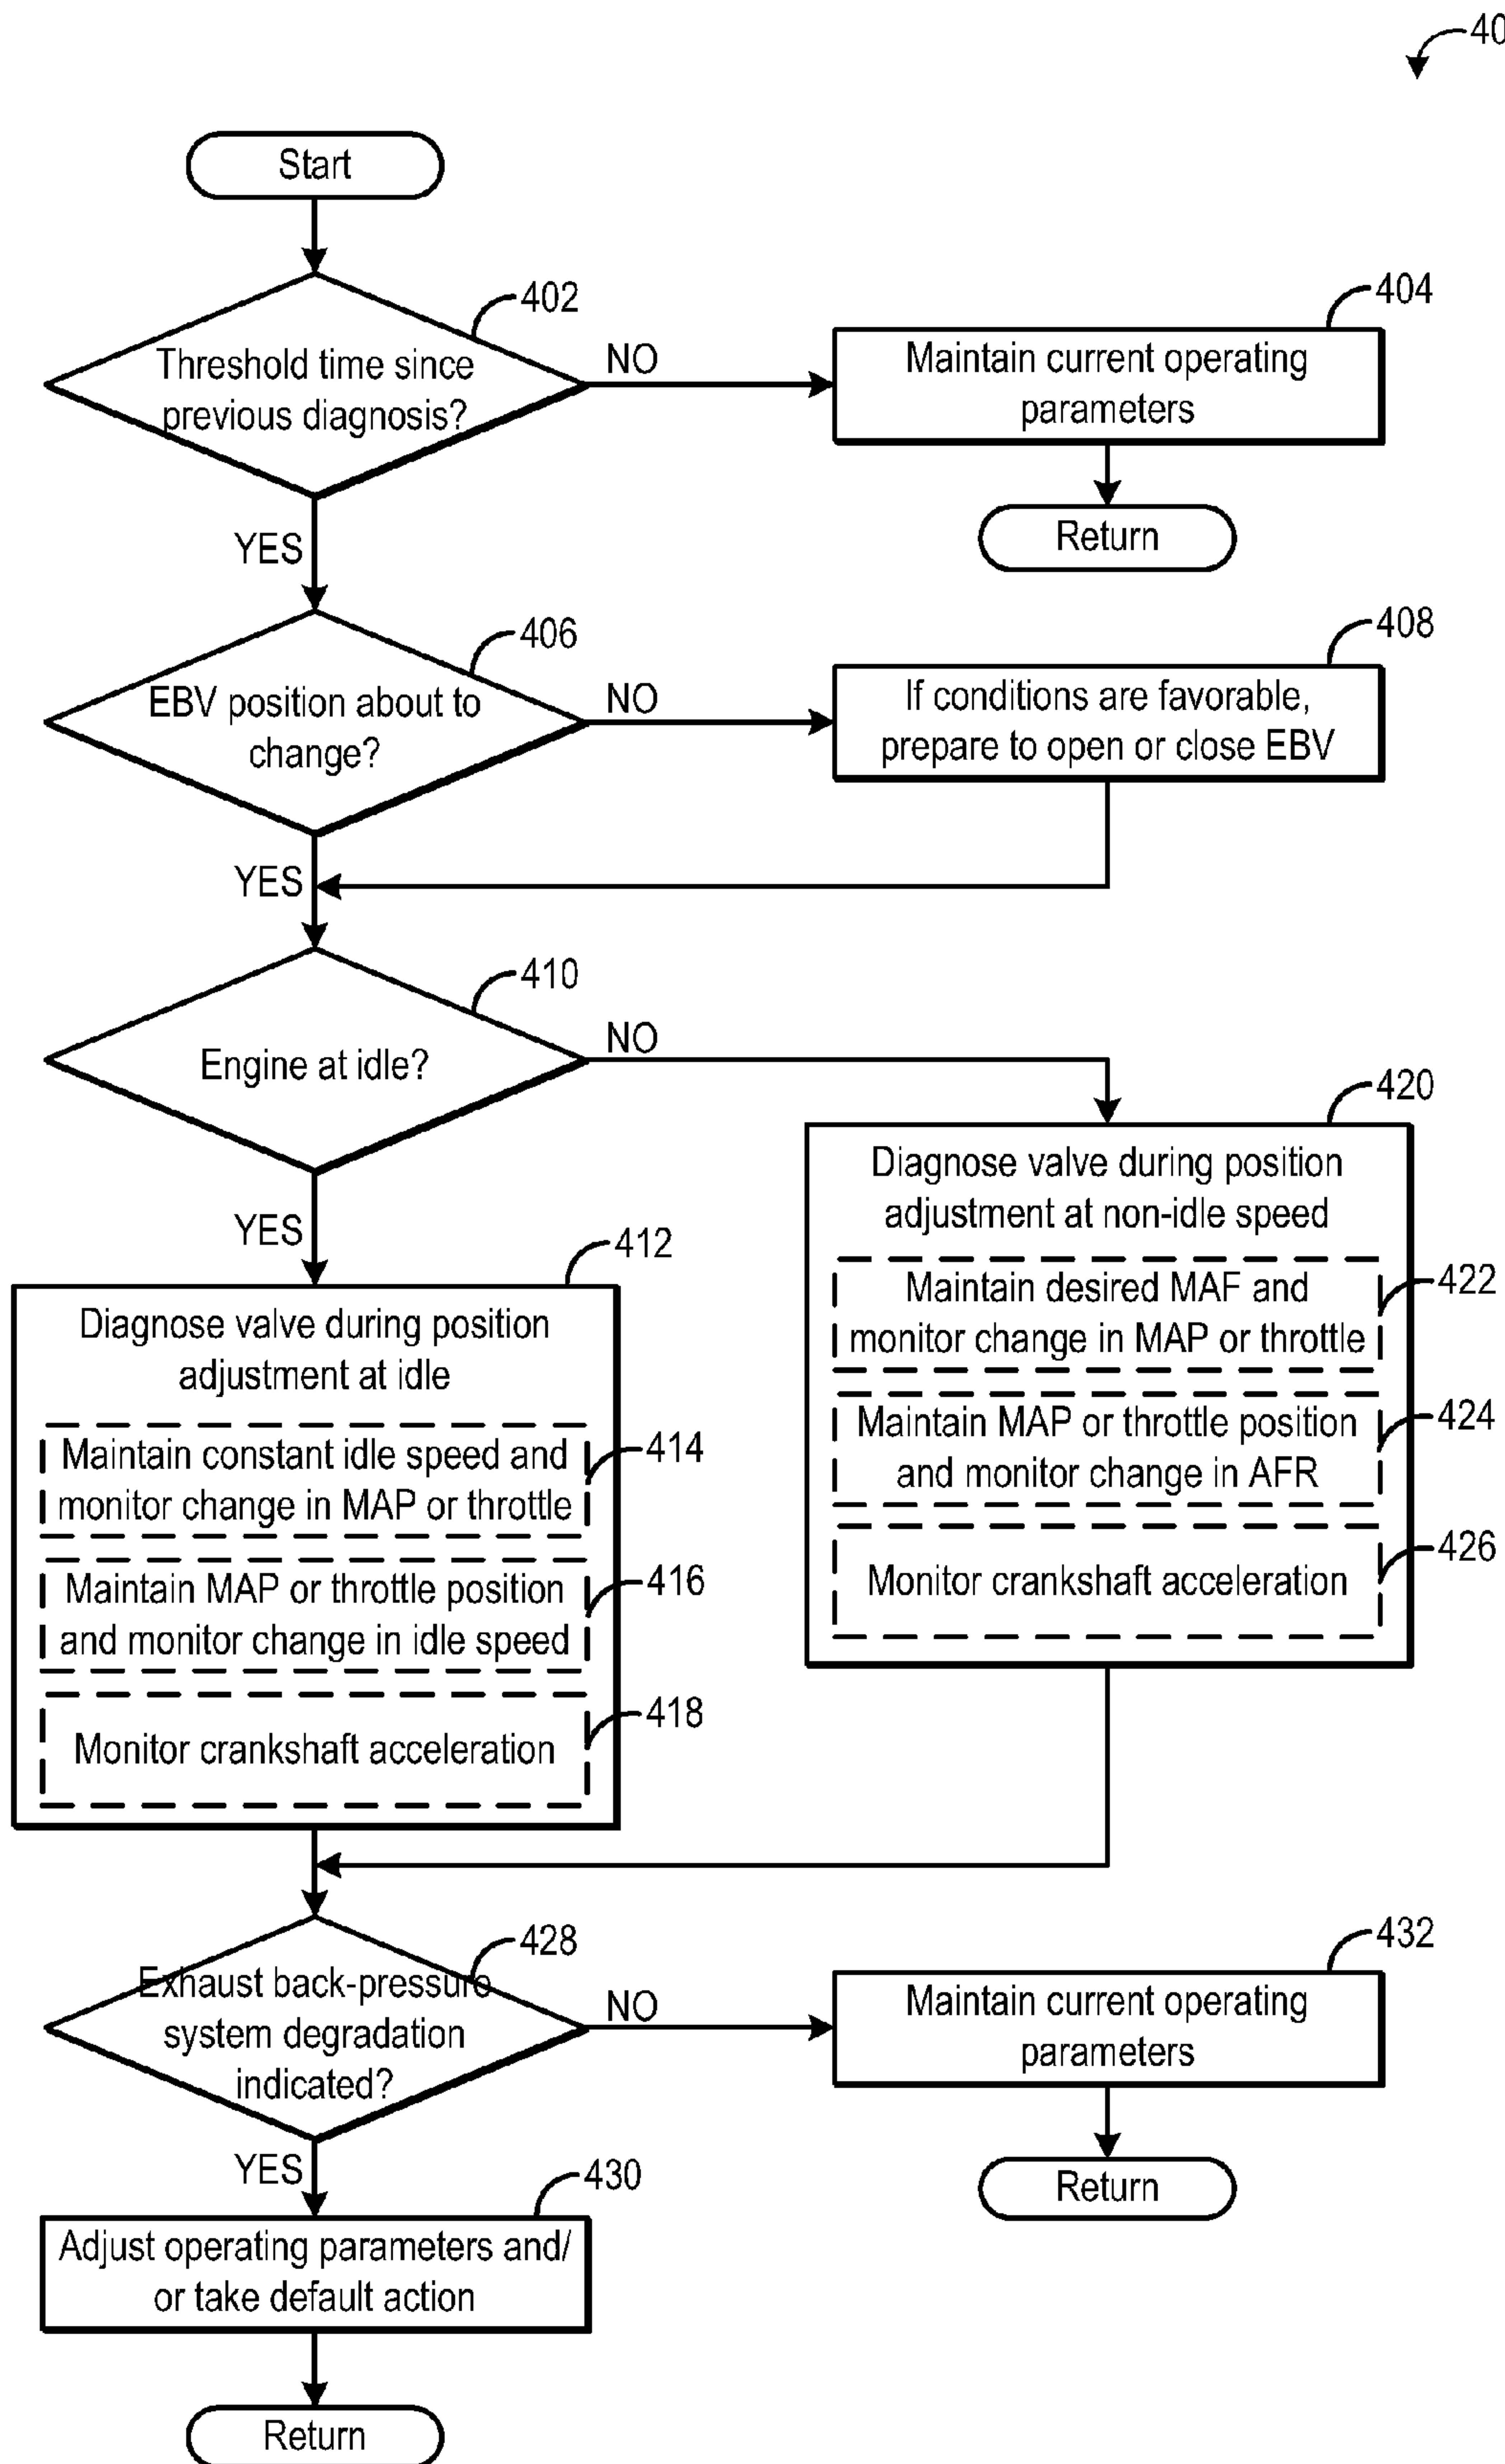 40
Start
402
Threshold time since
previous diagnosis?
NO
404
Maintain current operating
parameters
Return
YES
406
EBV position about to
change?
NO
408
If conditions are favorable,
prepare to open or close EBV
YES
410
Engine at idle?
NO
420
Diagnose valve during position
adjustment at non-idle speed
Maintain desired MAF and
monitor change in MAP or throttle
422
Maintain MAP or throttle position
and monitor change in AFR
424
Monitor crankshaft acceleration
426
YES
412
Diagnose valve during position
adjustment at idle
Maintain constant idle speed and
monitor change in MAP or throttle
414
Maintain MAP or throttle position
and monitor change in idle speed
416
Monitor crankshaft acceleration
418
428
Exhaust back-pressure
system degradation
indicated?
NO
432
Maintain current operating
parameters
Return
YES
430
Adjust operating parameters and/
or take default action
Return